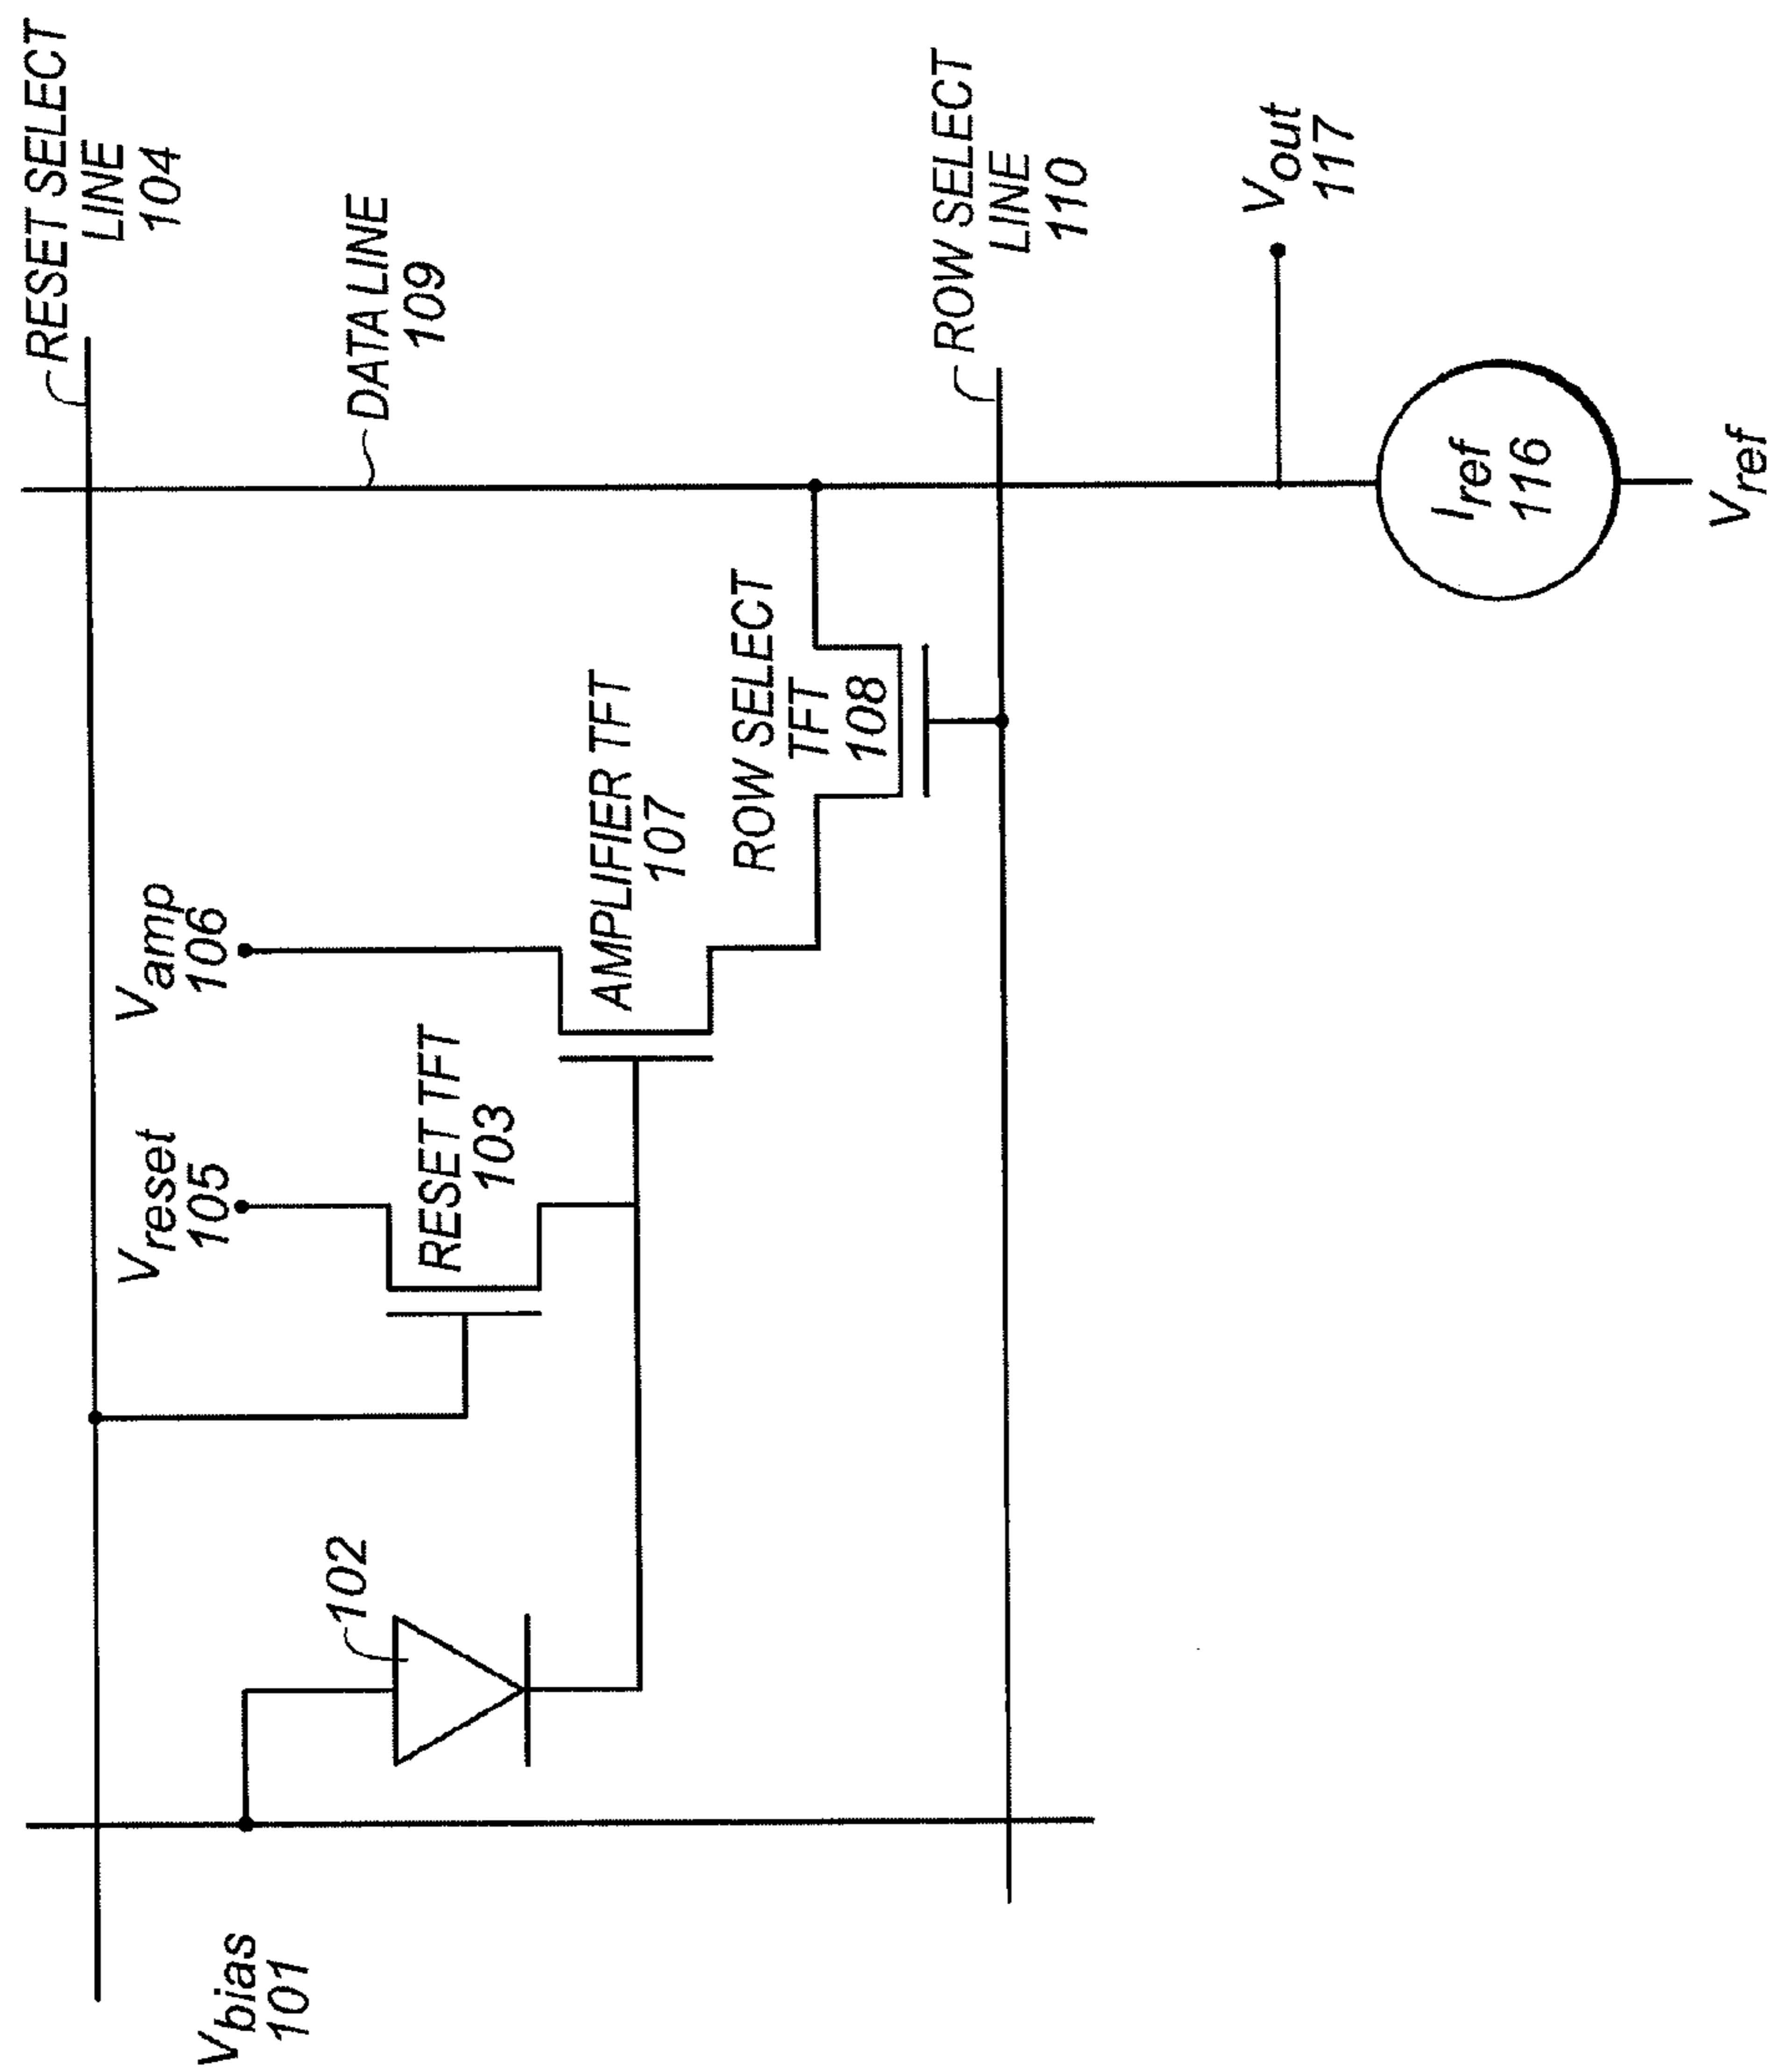 RESET SELECT
LINE
104
DATA LINE
109
ROW SELECT
LINE
110
Vout
117
Iref
116
Vref
Vamp
106
AMPLIFIER TFT
107
ROW SELECT
TFT
108
Vreset
105
RESET TFT
103
102
Vbias
101